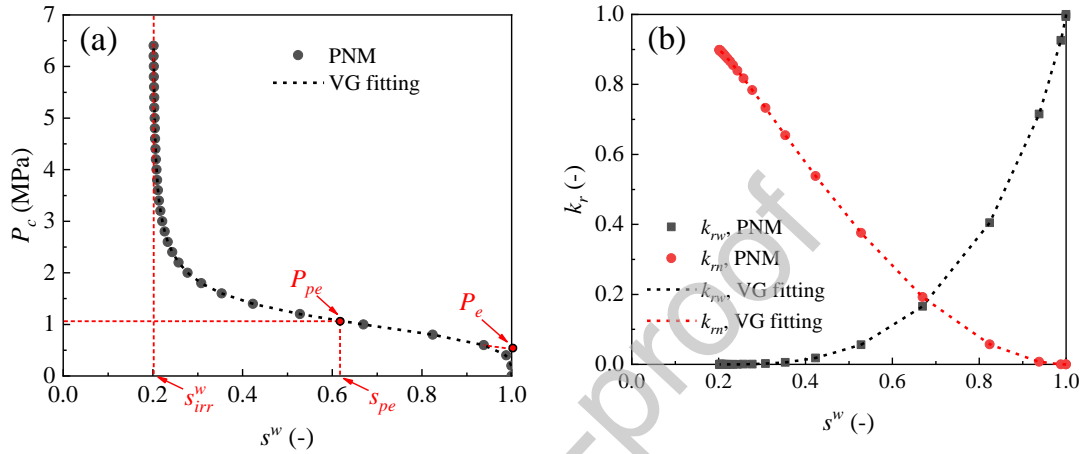 (a)
PNM
VG fitting
7
6
5
4
3
2
1
0
P_c (MPa)
P_pe
P_e
0.2
0.4
0.6
0.8
1.0
s^w_irr
s_pe
s^w (-)
(b)
1.0
0.8
0.6
0.4
0.2
0.0
k_r (-)
k_rw, PNM
k_rn, PNM
k_rw, VG fitting
k_rn, VG fitting
0.0
0.2
0.4
0.6
0.8
1.0
s^w (-)
sproof